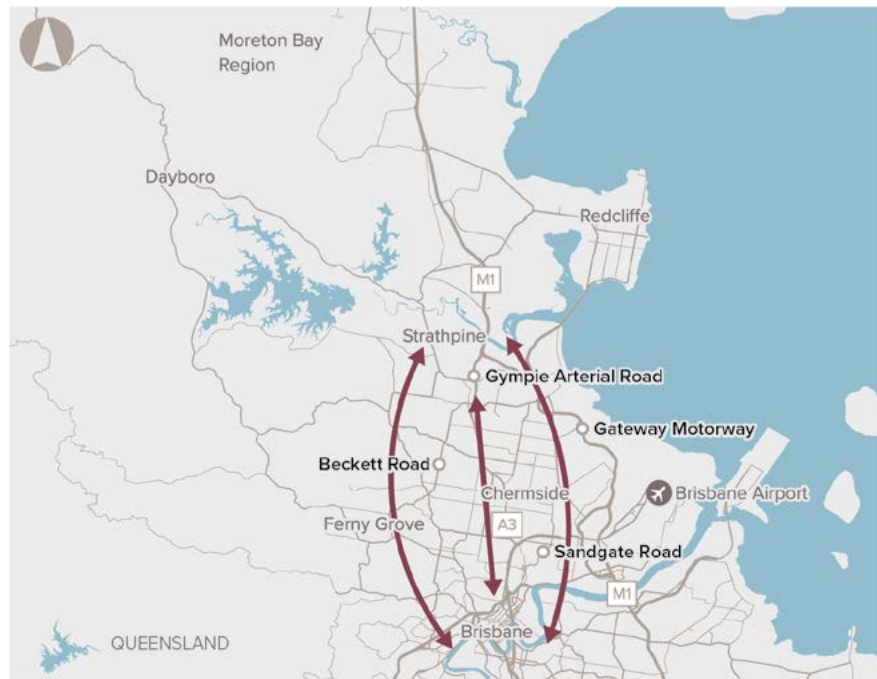 Moreton Bay
Region
Dayboro
Redcliffe
M1
Strathpine
Gympie Arterial Road
Gateway Motorway
Beckett Road
Chermside
Brisbane Airport
Ferny Grove
A3
Sandgate Road
M1
Brisbane
QUEENSLAND